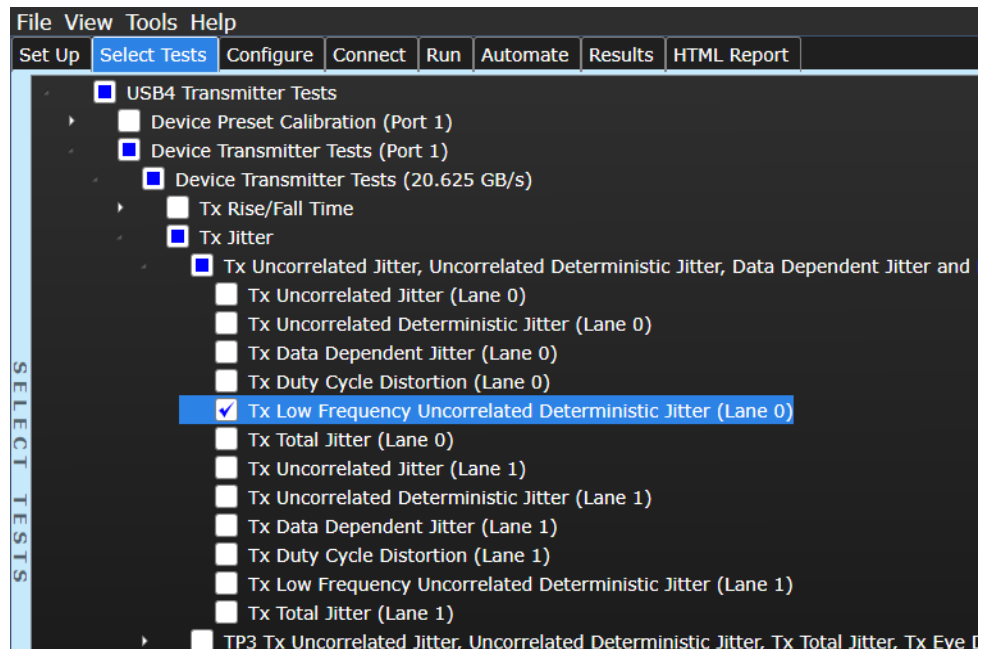 File View Tools Help
Set Up Select Tests Configure Connect Run Automate Results HTML Report
USB4 Transmitter Tests
Device Preset Calibration (Port 1)
Device Transmitter Tests (Port 1)
Device Transmitter Tests (20.625 GB/s)
Tx Rise/Fall Time
Tx Jitter
Tx Uncorrelated Jitter, Uncorrelated Deterministic Jitter, Data Dependent Jitter and
Tx Uncorrelated Jitter (Lane 0)
Tx Uncorrelated Deterministic Jitter (Lane 0)
Tx Data Dependent Jitter (Lane 0)
Tx Duty Cycle Distortion (Lane 0)
Tx Low Frequency Uncorrelated Deterministic Jitter (Lane 0)
Tx Total Jitter (Lane 0)
Tx Uncorrelated Jitter (Lane 1)
Tx Uncorrelated Deterministic Jitter (Lane 1)
Tx Data Dependent Jitter (Lane 1)
Tx Duty Cycle Distortion (Lane 1)
Tx Low Frequency Uncorrelated Deterministic Jitter (Lane 1)
Tx Total Jitter (Lane 1)
TP3 Tx Uncorrelated Jitter, Uncorrelated Deterministic Jitter, Tx Total Jitter, Tx Eye
SELECT TESTS